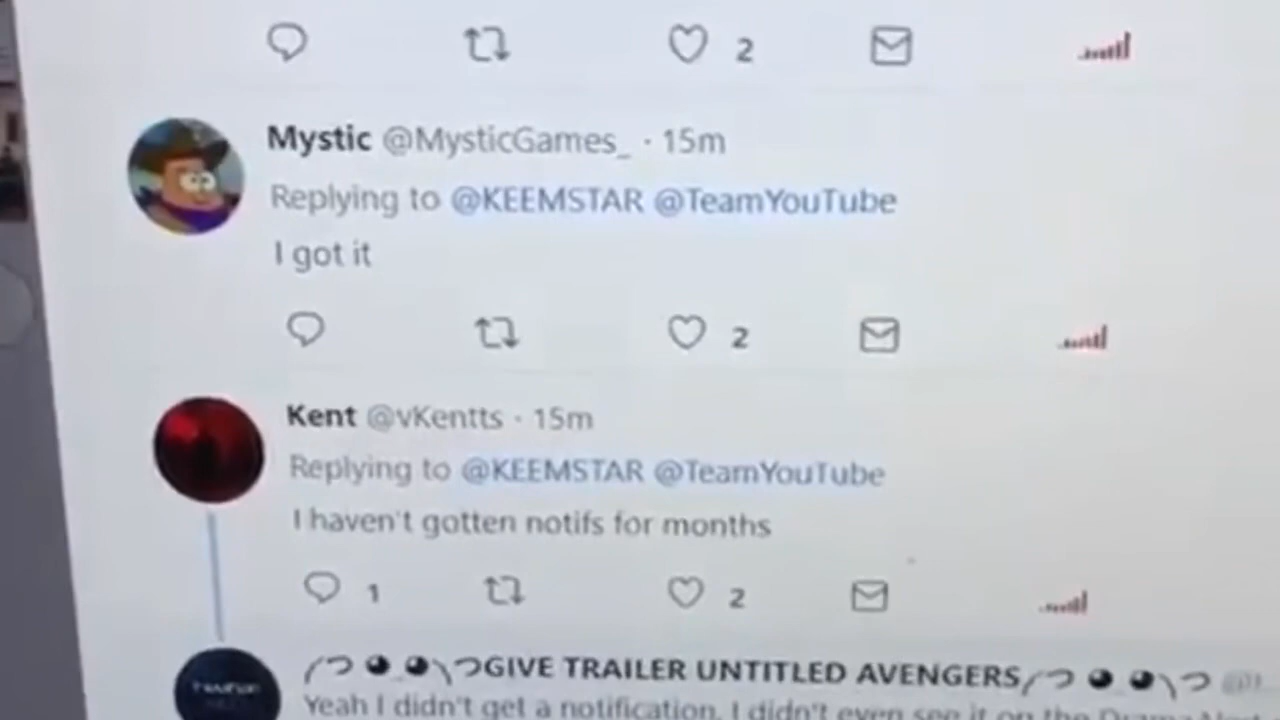 2
Mystic @MysticGames_ · 15m
Replying to @KEEMSTAR @TeamYouTube
I got it
2
Kent @vKentts · 15m
Replying to @KEEMSTAR @TeamYouTube
I haven't gotten notifs for months
1 2
GIVE TRAILER UNTITLED AVENGERS
Yeah I didn't get a notification, I didn't even see it on the Drama